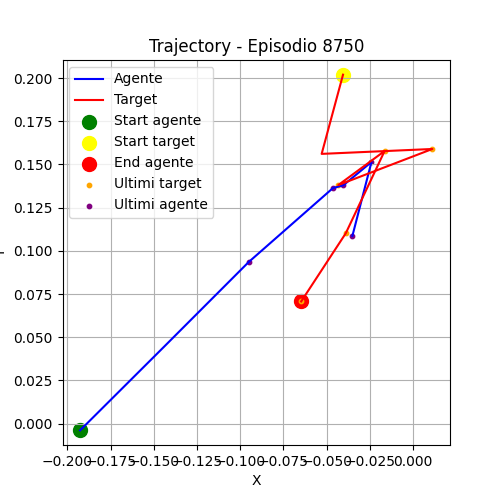 Trajectory - Episodio 8750
Agente
Target
Start agente
Start target
End agente
Ultimi target
Ultimi agente
0.200
0.175
0.150
0.125
0.100
0.075
0.050
0.025
0.000
−0.200 −0.175 −0.150 −0.125 −0.100 −0.075 −0.050 −0.025 0.000
X